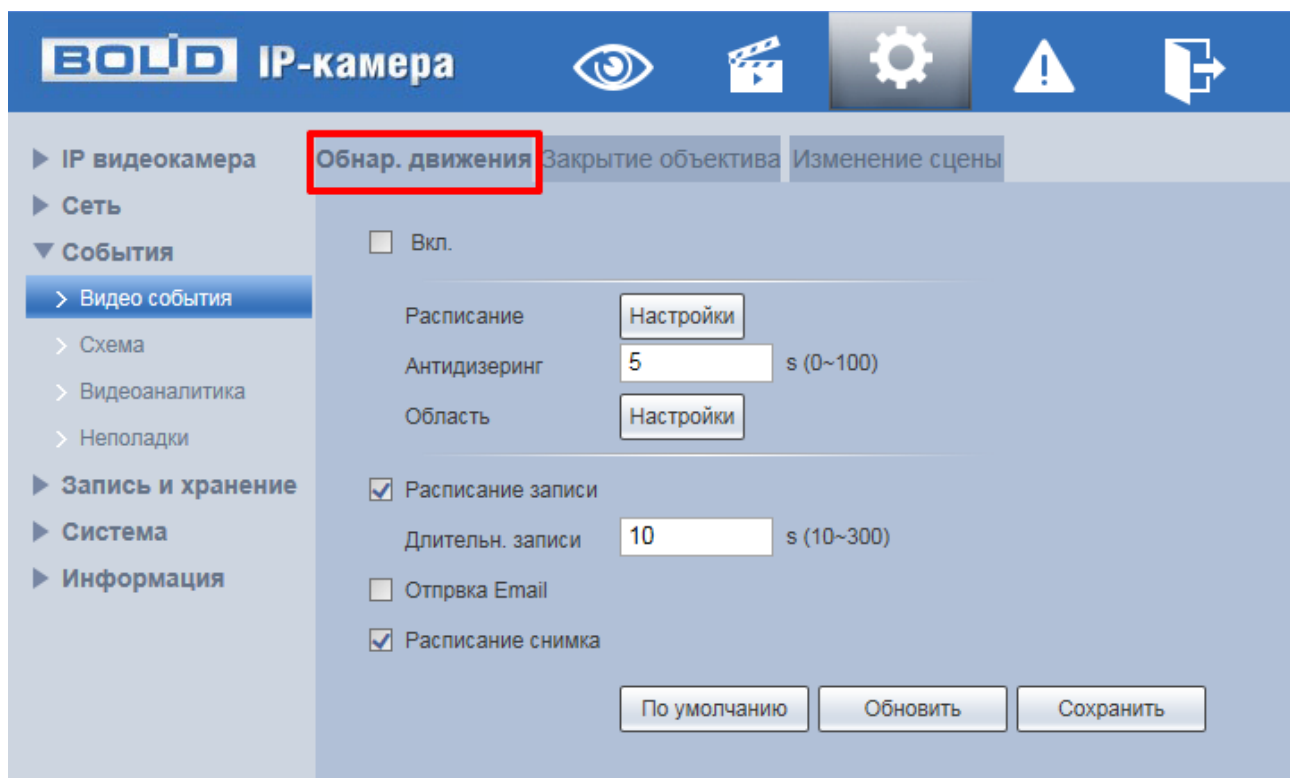 BOLID IP-камера
IP видеокамера
Сеть
События
Видео события
Схема
Видеоаналитика
Неполадки
Запись и хранение
Система
Информация
Обнар. движения Закрытие объектива Изменение сцены
Вкл.
Расписание Настройки
Антидизеринг 5 s (0~100)
Область Настройки
Расписание записи
Длительн. записи 10 s (10~300)
Отпрвка Email
Расписание снимка
По умолчанию Обновить Сохранить